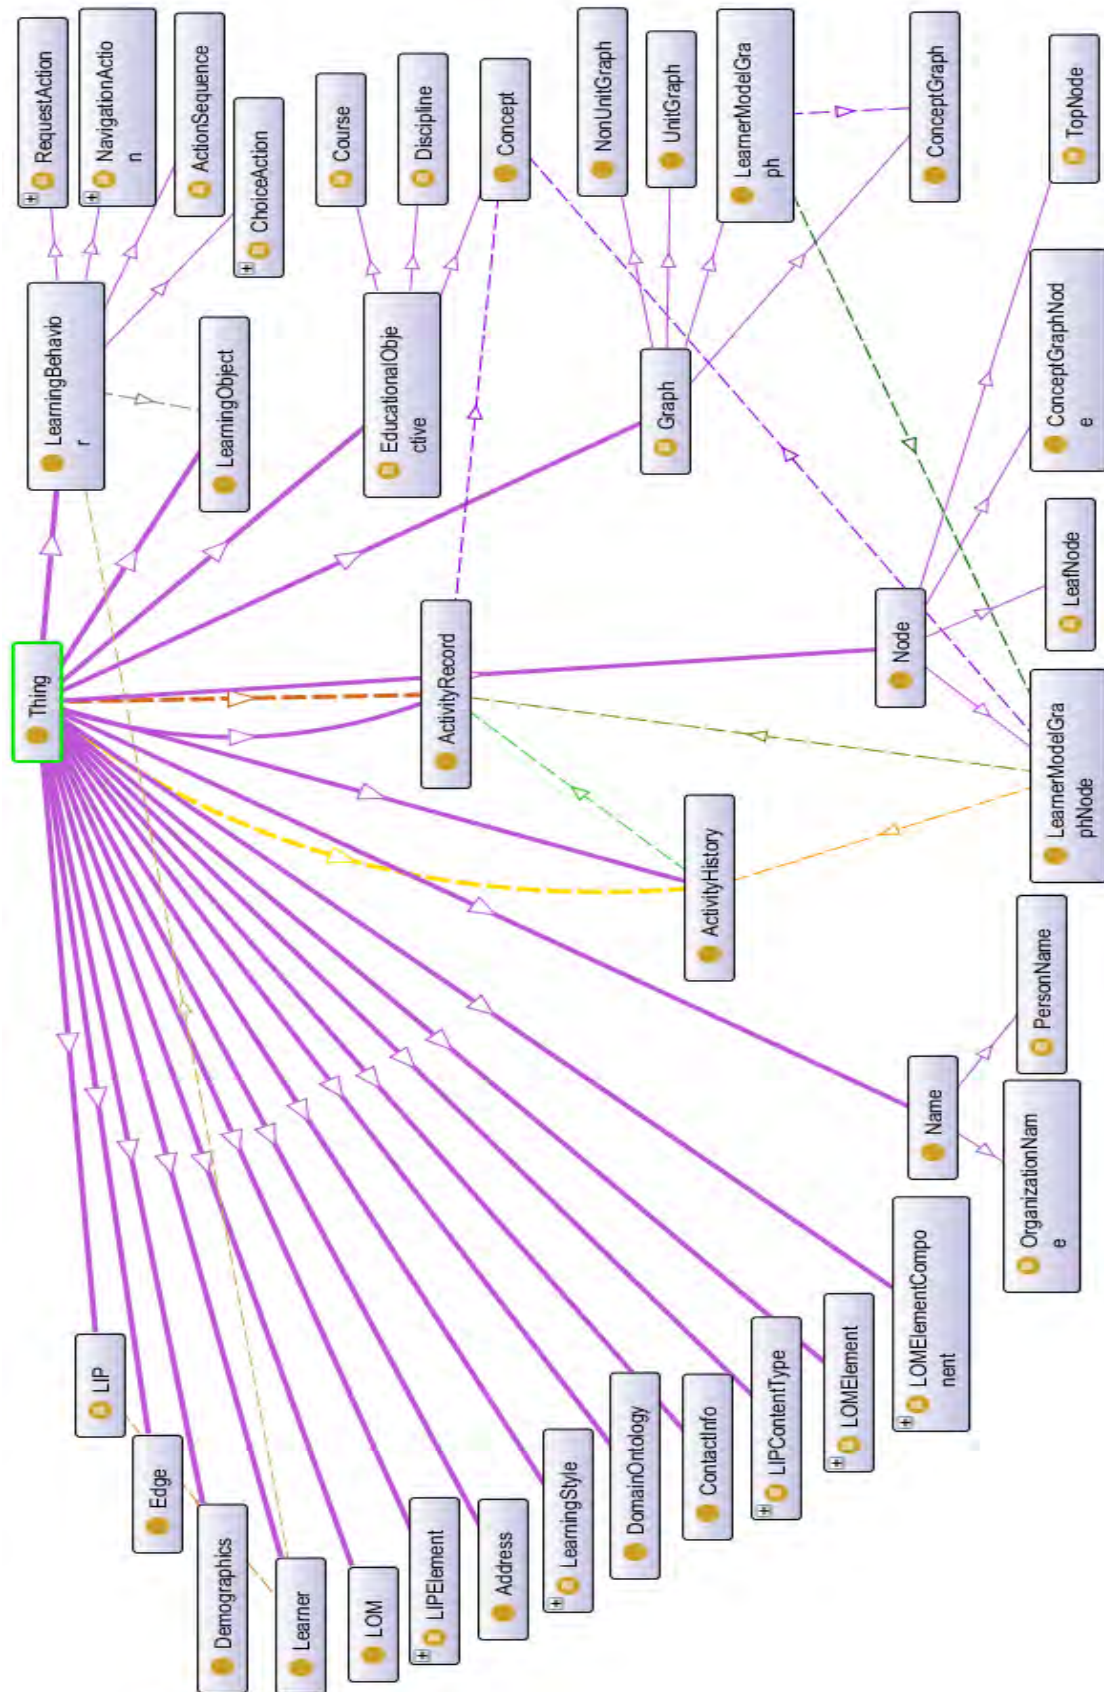 Thing
RequestAction
LearningBehavio
r
NavigationActio
n
LIP
Edge
ActionSequence
Demographics
LearningObject
ChoiceAction
Learner
Course
LOM
EducationalObje
ctive
Discipline
LIPElement
ActivityRecord
Address
Concept
LearningStyle
NonUnitGraph
DomainOntology
Graph
UnitGraph
ContactInfo
ActivityHistory
LearnerModelGra
ph
LIPContentType
LOMElement
Node
LOMElementCompo
nent
Name
ConceptGraph
OrganizationNam
e
PersonName
LearnerModelGra
phNode
LeafNode
ConceptGraphNod
e
TopNode